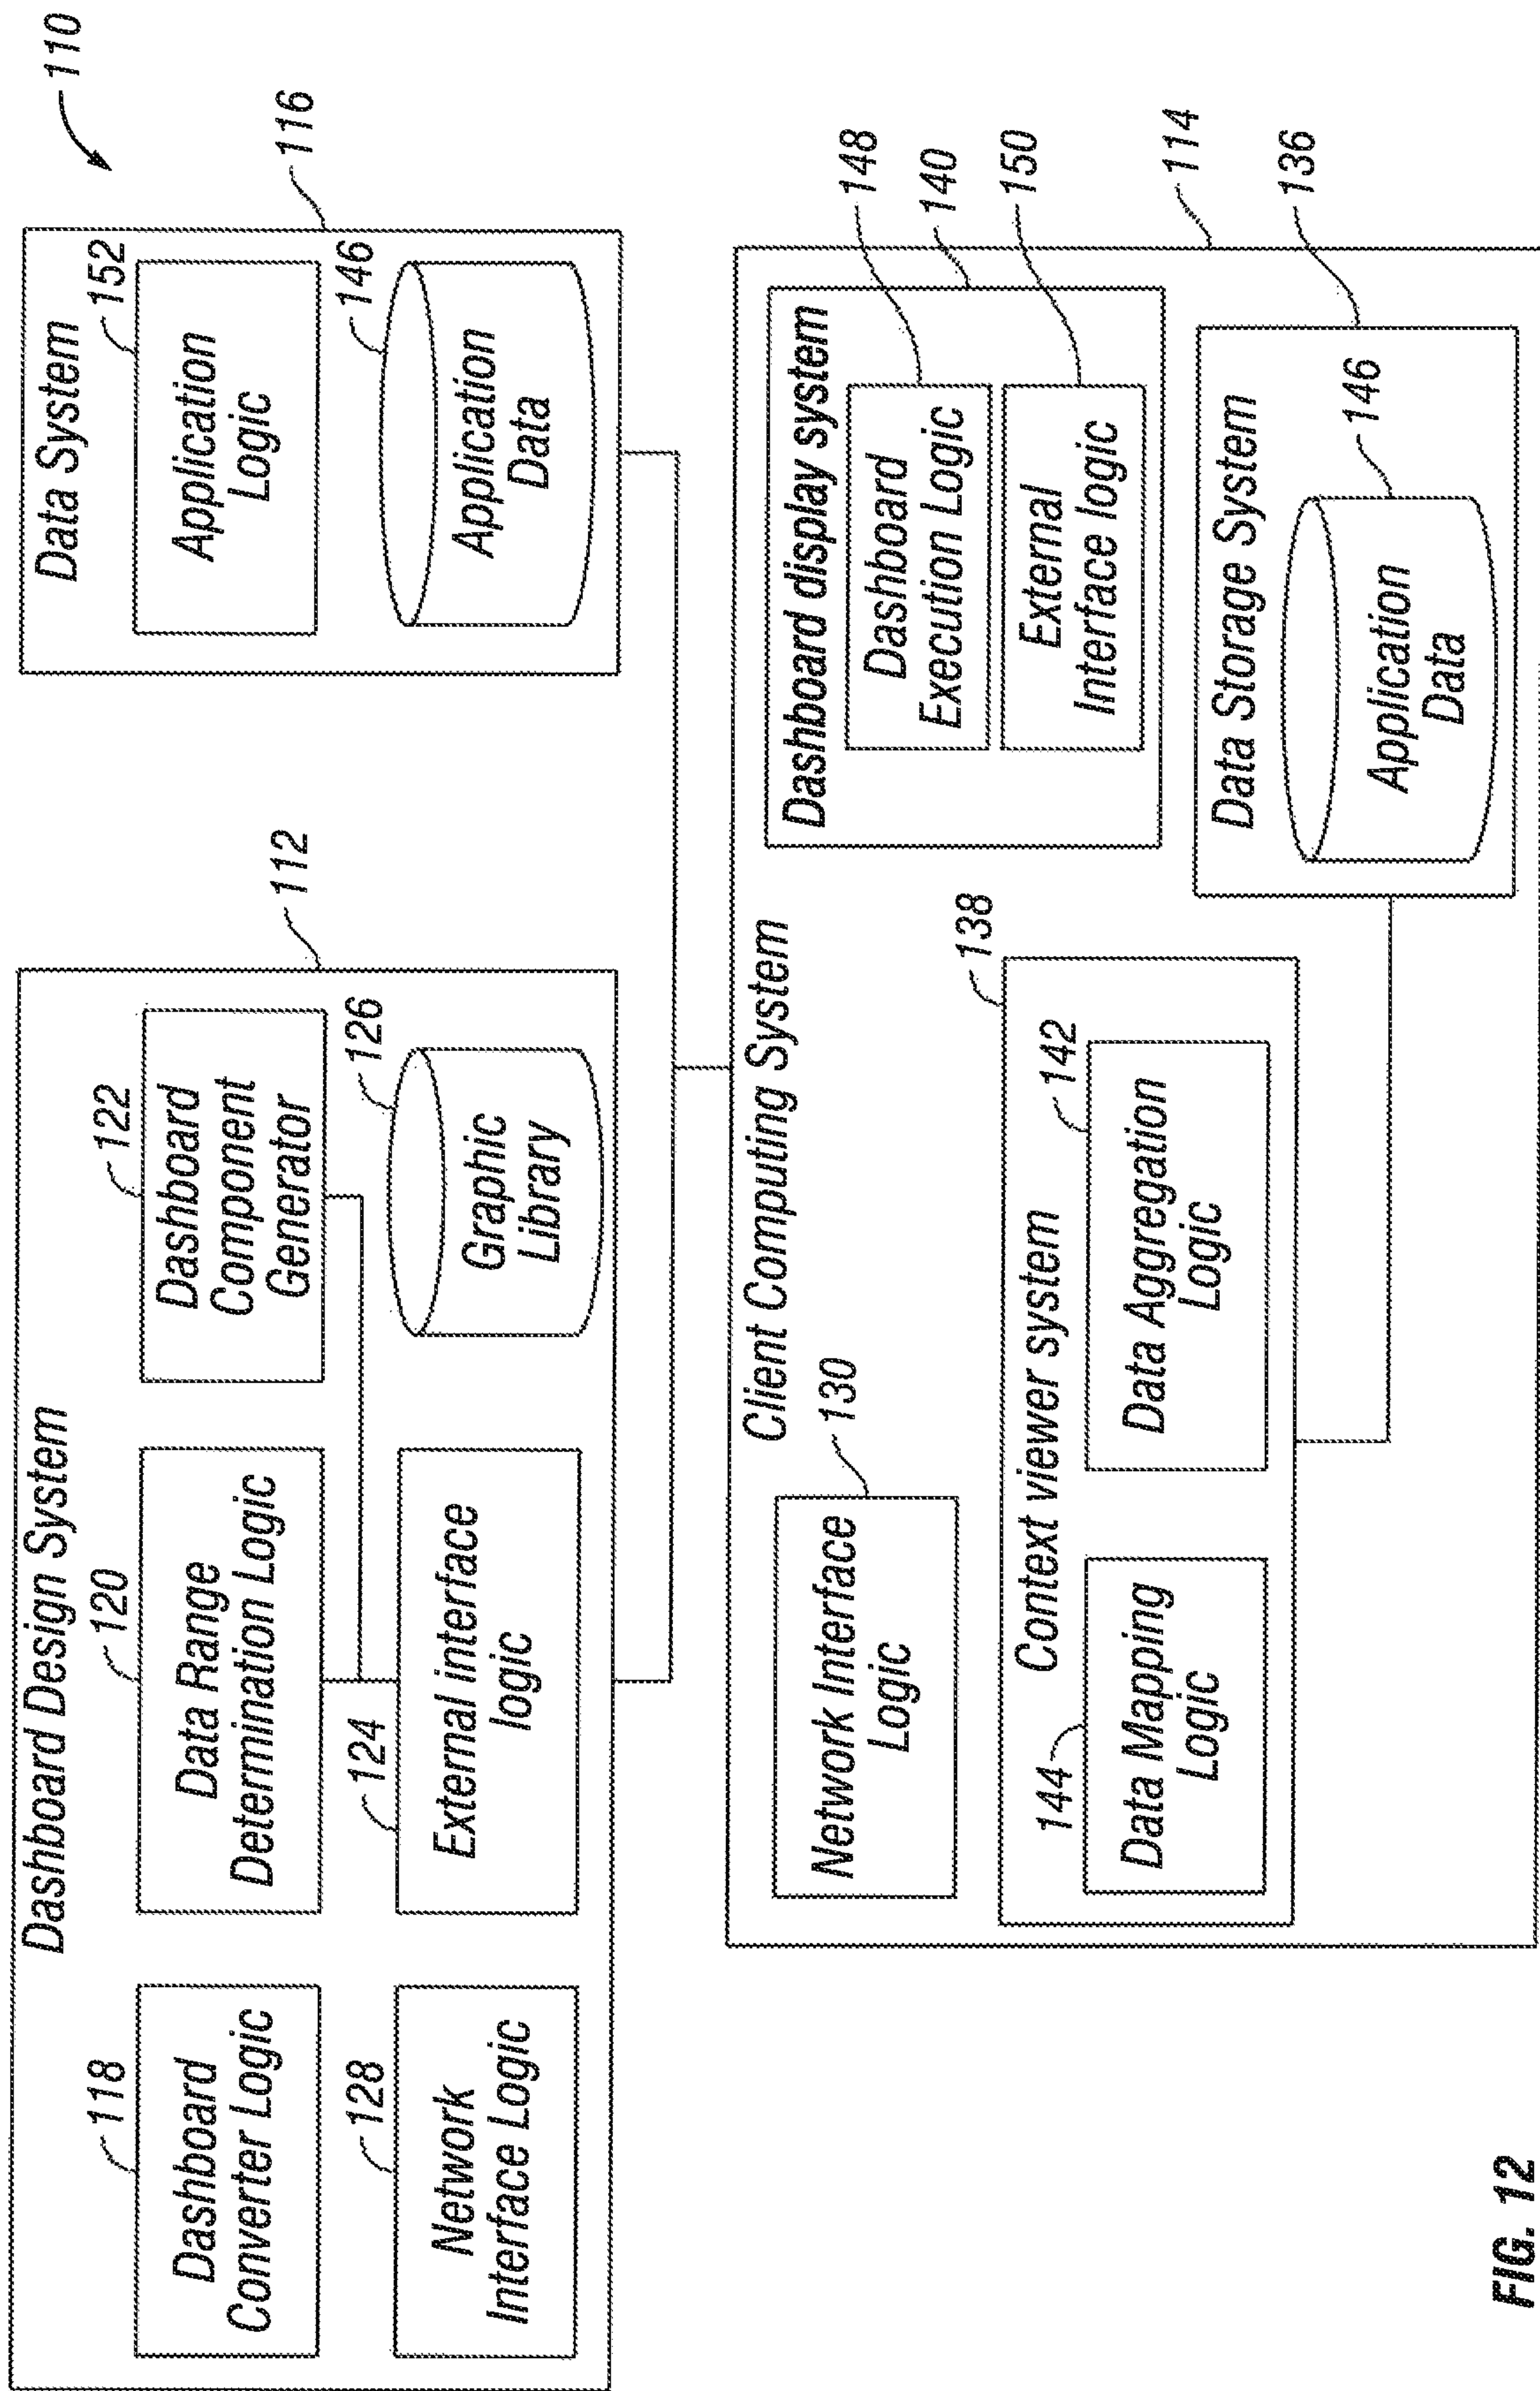 110
Dashboard Design System
112
118
Dashboard
Converter Logic
120
Data Range
Determination Logic
122
Dashboard
Component
Generator
128
Network
Interface Logic
124
External interface
logic
126
Graphic
Library
Data System
116
152
Application
Logic
146
Application
Data
Client Computing System
114
130
Network Interface
Logic
138
Context viewer system
144
Data Mapping
Logic
142
Data Aggregation
Logic
Dashboard display system
148
140
150
Dashboard
Execution Logic
External
Interface logic
136
Data Storage System
146
Application
Data
FIG. 12